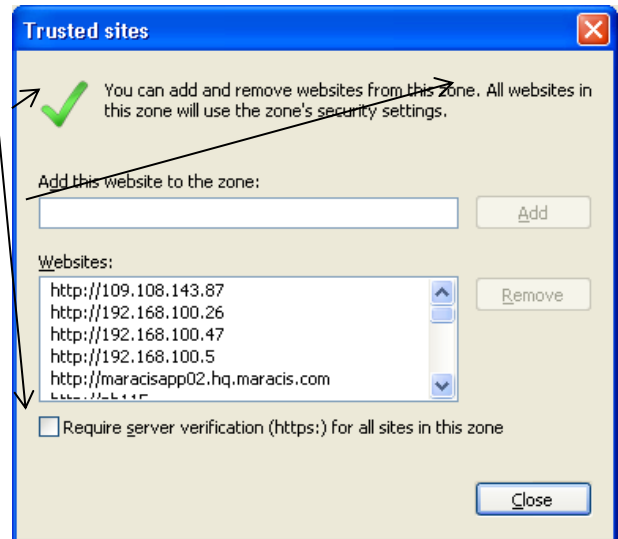 Trusted sites
You can add and remove websites from this zone. All websites in
this zone will use the zone's security settings.
Add this website to the zone:
Add
Websites:
http://109.108.143.87
http://192.168.100.26
http://192.168.100.47
http://192.168.100.5
http://maracisapp02.hq.maracis.com
Remove
Require server verification (https:) for all sites in this zone
Close